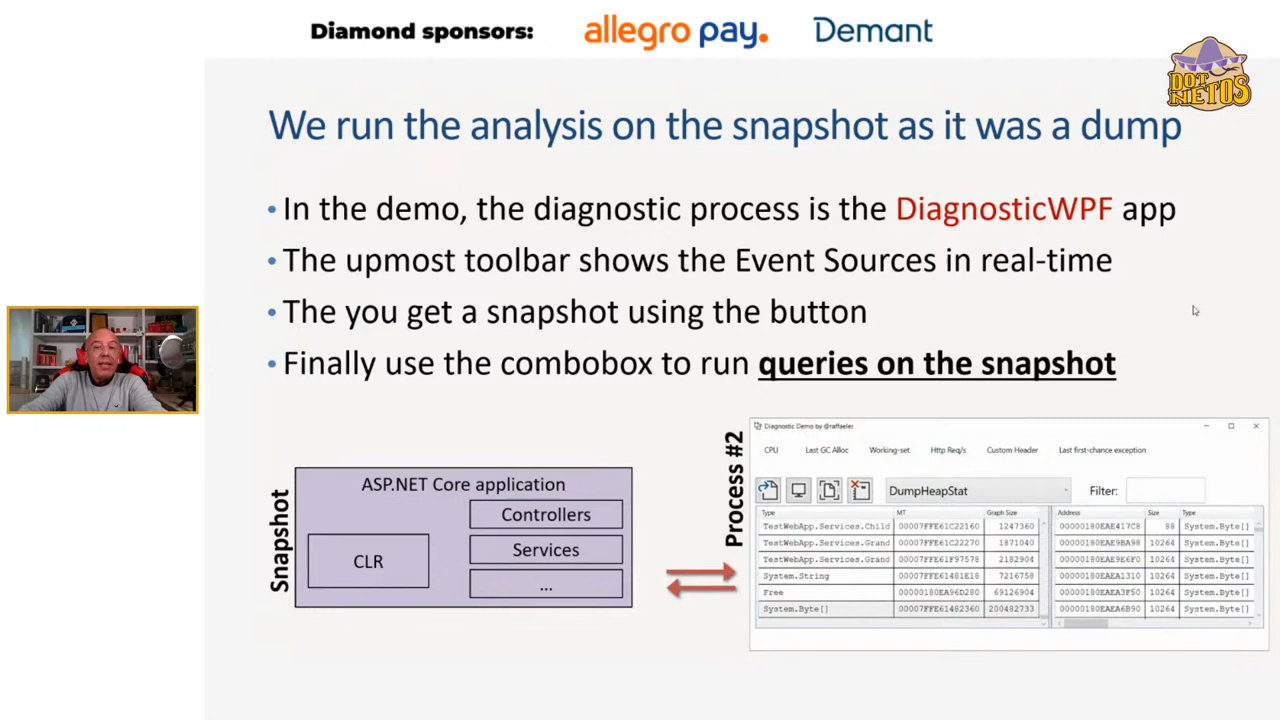 Diamond sponsors: allegro pay. Demant
DOT NIETOS
We run the analysis on the snapshot as it was a dump
• In the demo, the diagnostic process is the DiagnosticWPF app
• The upmost toolbar shows the Event Sources in real-time
• The you get a snapshot using the button
• Finally use the combobox to run queries on the snapshot
Snapshot
ASP.NET Core application
CLR
Controllers
Services
...
Process #2
Diagnostic Demo by @raffaeler
CPU Last GC Alloc Working-set Http Req/s Custom Header Last first-chance exception
DumpHeapStat Filter:
Type MT Graph Size Address Size Type
TestWebApp.Services.Child 00007FFE61C22160 1247360 00000180EAE417C8 88 System.Byte[]
TestWebApp.Services.Grand 00007FFE61C22270 1871040 00000180EAE9BA98 10264 System.Byte[]
TestWebApp.Services.Grand 00007FFE61F97578 2182904 00000180EAE9E6F0 10264 System.Byte[]
System.String 00007FFE61481E18 7216758 00000180EAEA1310 10264 System.Byte[]
Free 00000180EA96D280 69126904 00000180EAEA3F50 10264 System.Byte[]
System.Byte[] 00007FFE61482360 200482733 00000180EAEA6B90 10264 System.Byte[]